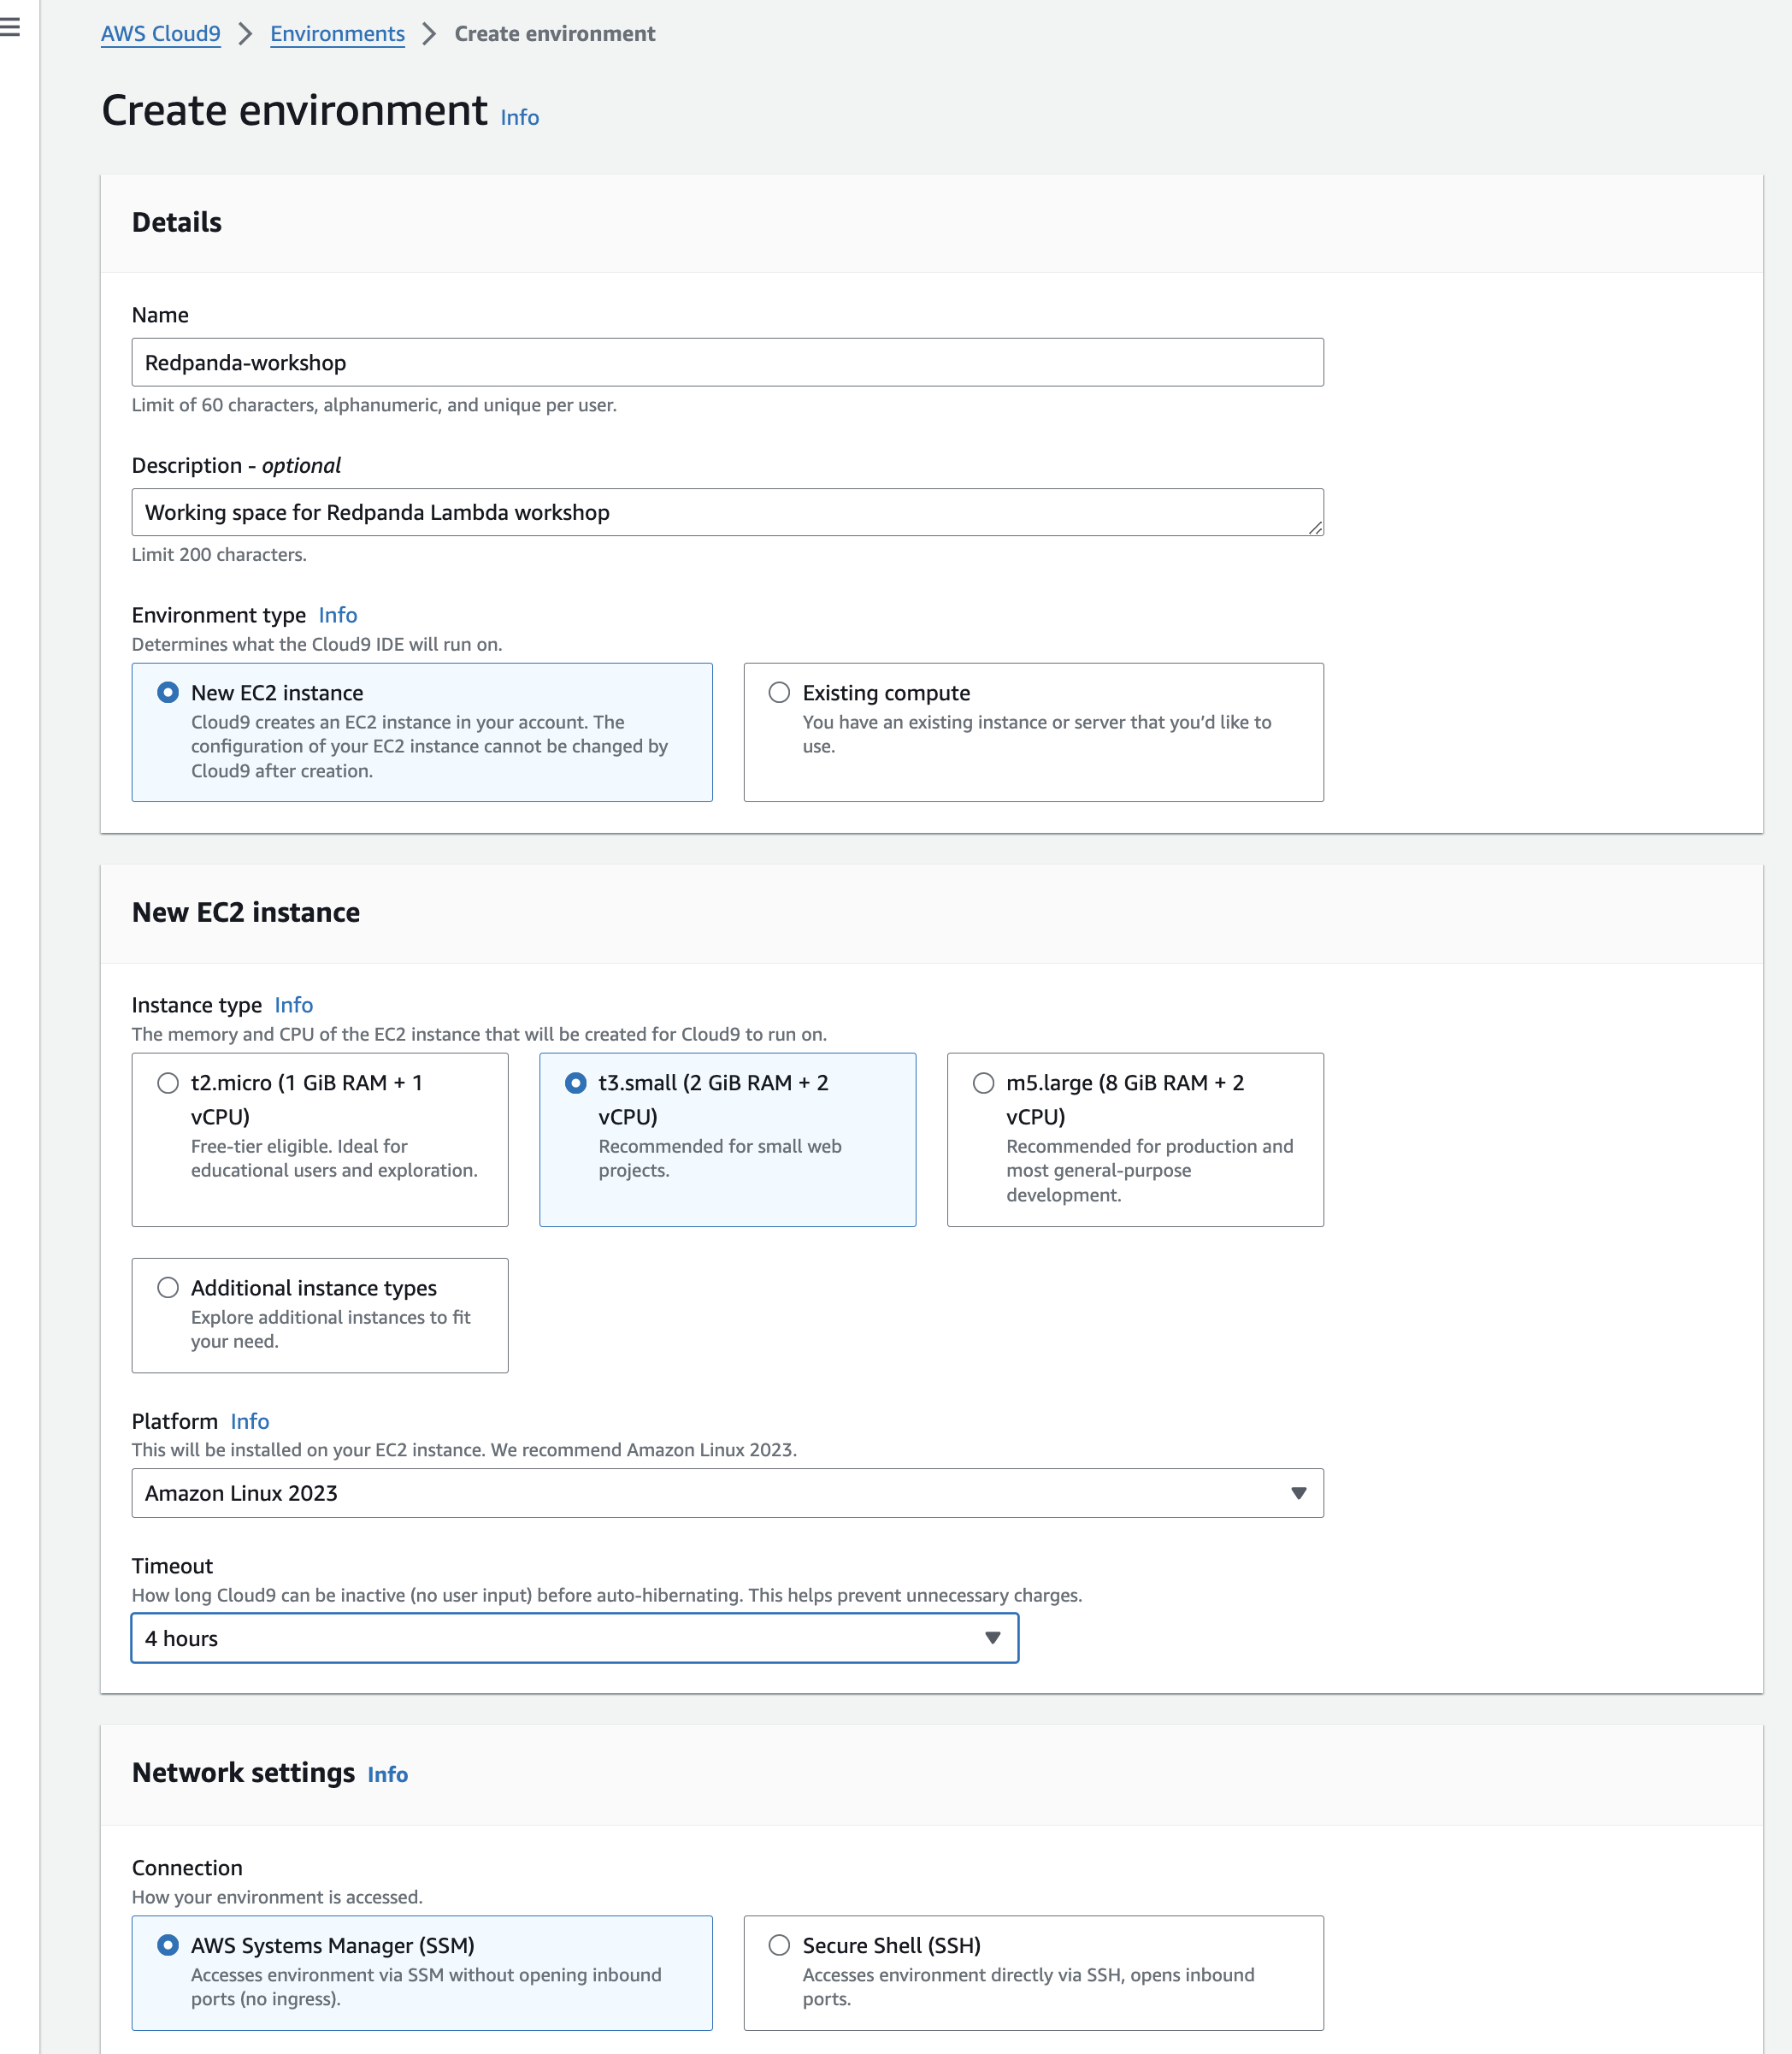 AWS Cloud9 > Environments > Create environment
Create environment Info
Details
Name
Redpanda-workshop
Limit of 60 characters, alphanumeric, and unique per user.
Description - optional
Working space for Redpanda Lambda workshop
Limit 200 characters.
Environment type Info
Determines what the Cloud9 IDE will run on.
New EC2 instance
Cloud9 creates an EC2 instance in your account. The
configuration of your EC2 instance cannot be changed by
Cloud9 after creation.
Existing compute
You have an existing instance or server that you’d like to
use.
New EC2 instance
Instance type Info
The memory and CPU of the EC2 instance that will be created for Cloud9 to run on.
t2.micro (1 GiB RAM + 1
vCPU)
Free-tier eligible. Ideal for
educational users and exploration.
t3.small (2 GiB RAM + 2
vCPU)
Recommended for small web
projects.
m5.large (8 GiB RAM + 2
vCPU)
Recommended for production and
most general-purpose
development.
Additional instance types
Explore additional instances to fit
your need.
Platform Info
This will be installed on your EC2 instance. We recommend Amazon Linux 2023.
Amazon Linux 2023
Timeout
How long Cloud9 can be inactive (no user input) before auto-hibernating. This helps prevent unnecessary charges.
4 hours
Network settings Info
Connection
How your environment is accessed.
AWS Systems Manager (SSM)
Accesses environment via SSM without opening inbound
ports (no ingress).
Secure Shell (SSH)
Accesses environment directly via SSH, opens inbound
ports.